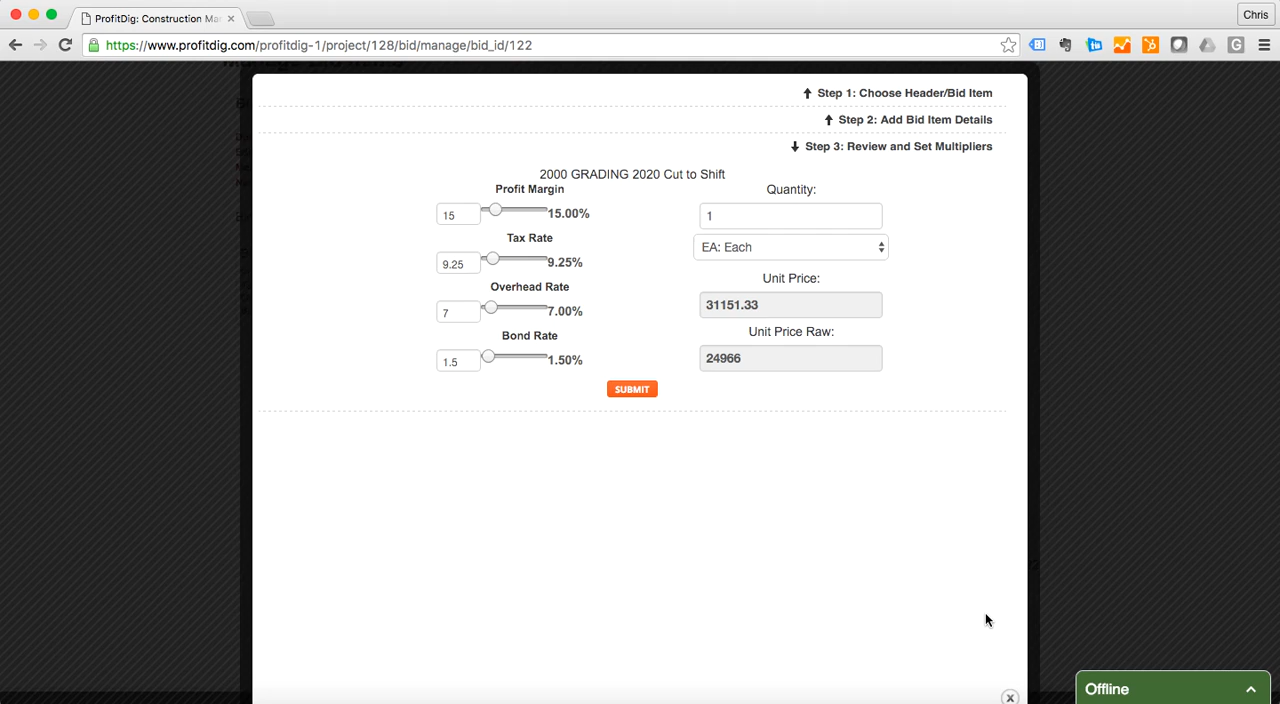 ProfitDig: Construction Ma
Chris
https://www.profitdig.com/profitdig-1/project/128/bid/manage/bid_id/122
Step 1: Choose Header/Bid Item
Step 2: Add Bid Item Details
Step 3: Review and Set Multipliers
2000 GRADING 2020 Cut to Shift
Profit Margin
15
15.00%
Tax Rate
9.25
9.25%
Overhead Rate
7
7.00%
Bond Rate
1.5
1.50%
Quantity:
1
EA: Each
Unit Price:
31151.33
Unit Price Raw:
24966
SUBMIT
Offline